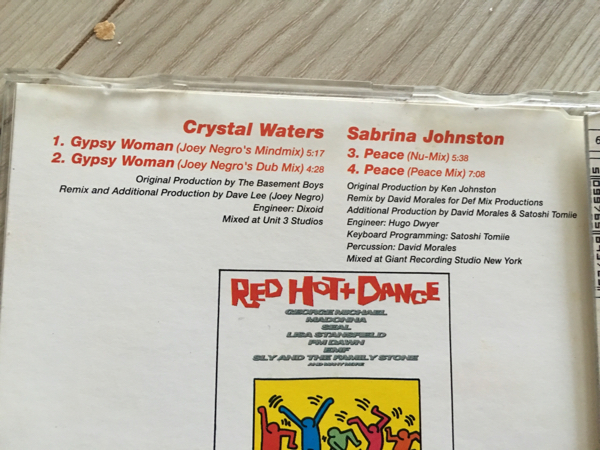 Crystal Waters
1. Gypsy Woman (Joey Negro's Mindmix) 5:17
2. Gypsy Woman (Joey Negro's Dub Mix) 4:28
Original Production by The Basement Boys
Remix and Additional Production by Dave Lee (Joey Negro)
Engineer: Dixoid
Mixed at Unit 3 Studios
Sabrina Johnston
3. Peace (Nu-Mix) 5:38
4. Peace (Peace Mix) 7:08
Original Production by Ken Johnston
Remix by David Morales for Def Mix Productions
Additional Production by David Morales & Satoshi Tomiie
Engineer: Hugo Dwyer
Keyboard Programming: Satoshi Tomiie
Percussion: David Morales
Mixed at Giant Recording Studio New York
RED HOT + DANCE
GEORGE MICHAEL
MADONNA
SEAL
LISA STANSFIELD
PM DAWN
EMF
SLY AND THE FAMILY STONE
AND MANY MORE